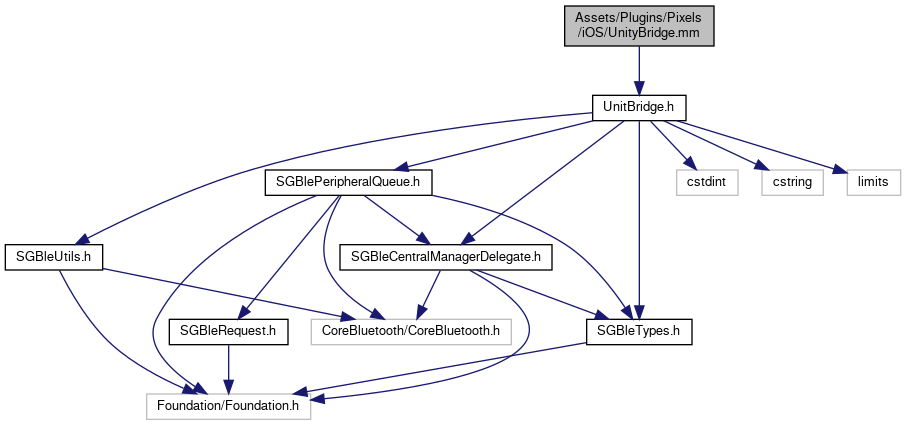 Assets/Plugins/Pixels
/iOS/UnityBridge.mm
UnitBridge.h
SGBlePeripheralQueue.h
cstdint
cstring
limits
SGBleUtils.h
SGBleCentralManagerDelegate.h
SGBleRequest.h
CoreBluetooth/CoreBluetooth.h
SGBleTypes.h
Foundation/Foundation.h